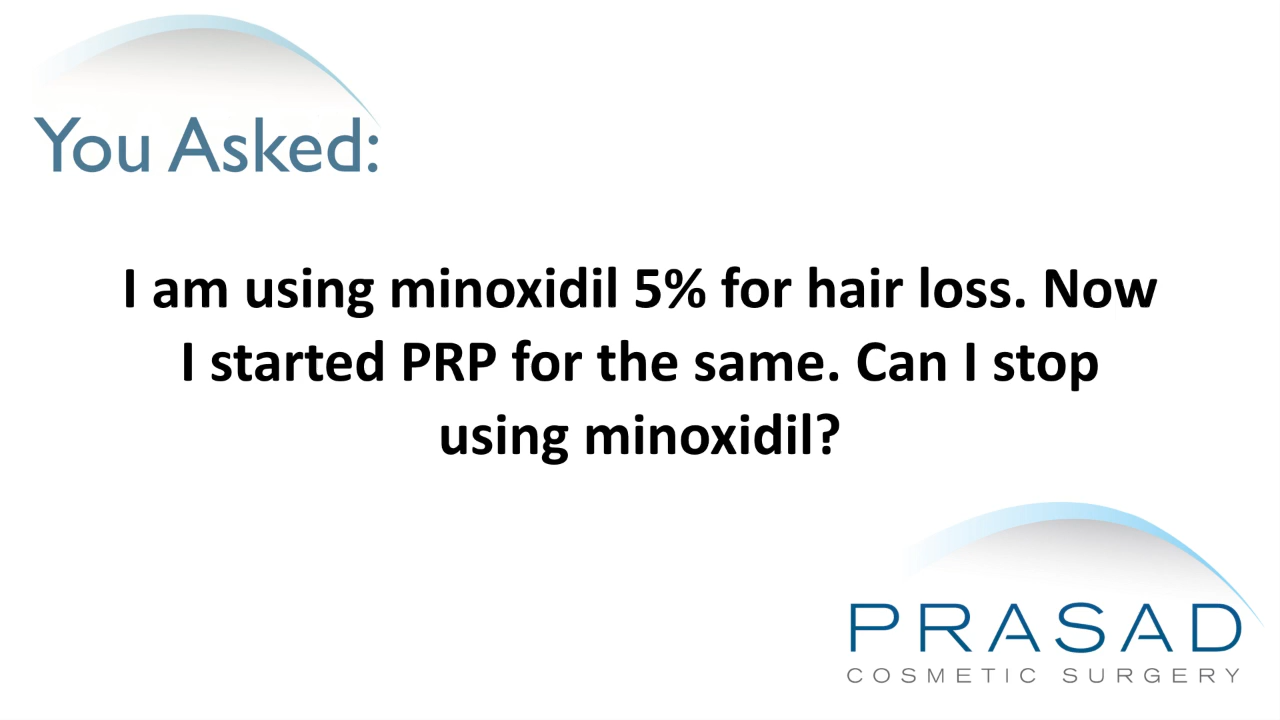 You Asked:
I am using minoxidil 5% for hair loss. Now
I started PRP for the same. Can I stop
using minoxidil?
PRASAD
COSMETIC SURGERY